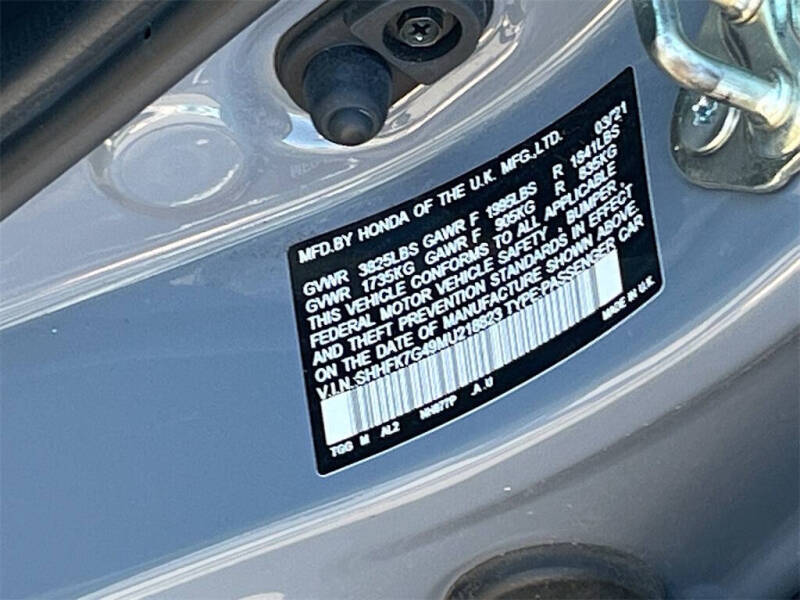 MFD.BY HONDA OF THE U.K. MFG.,LTD. 03/21
GVWR 3825LBS GAWR F 1995LBS R 1841LBS
GVWR 1735KG GAWR F 905KG R 835KG
THIS VEHICLE CONFORMS TO ALL APPLICABLE
FEDERAL MOTOR VEHICLE SAFETY , BUMPER ,
AND THEFT PREVENTION STANDARDS IN EFFECT
ON THE DATE OF MANUFACTURE SHOWN ABOVE.
V.I.N.:SHHFK7G49MU218823 TYPE:PASSENGER CAR
TGG M AL2 NH877P .A .U MADE IN U.K.